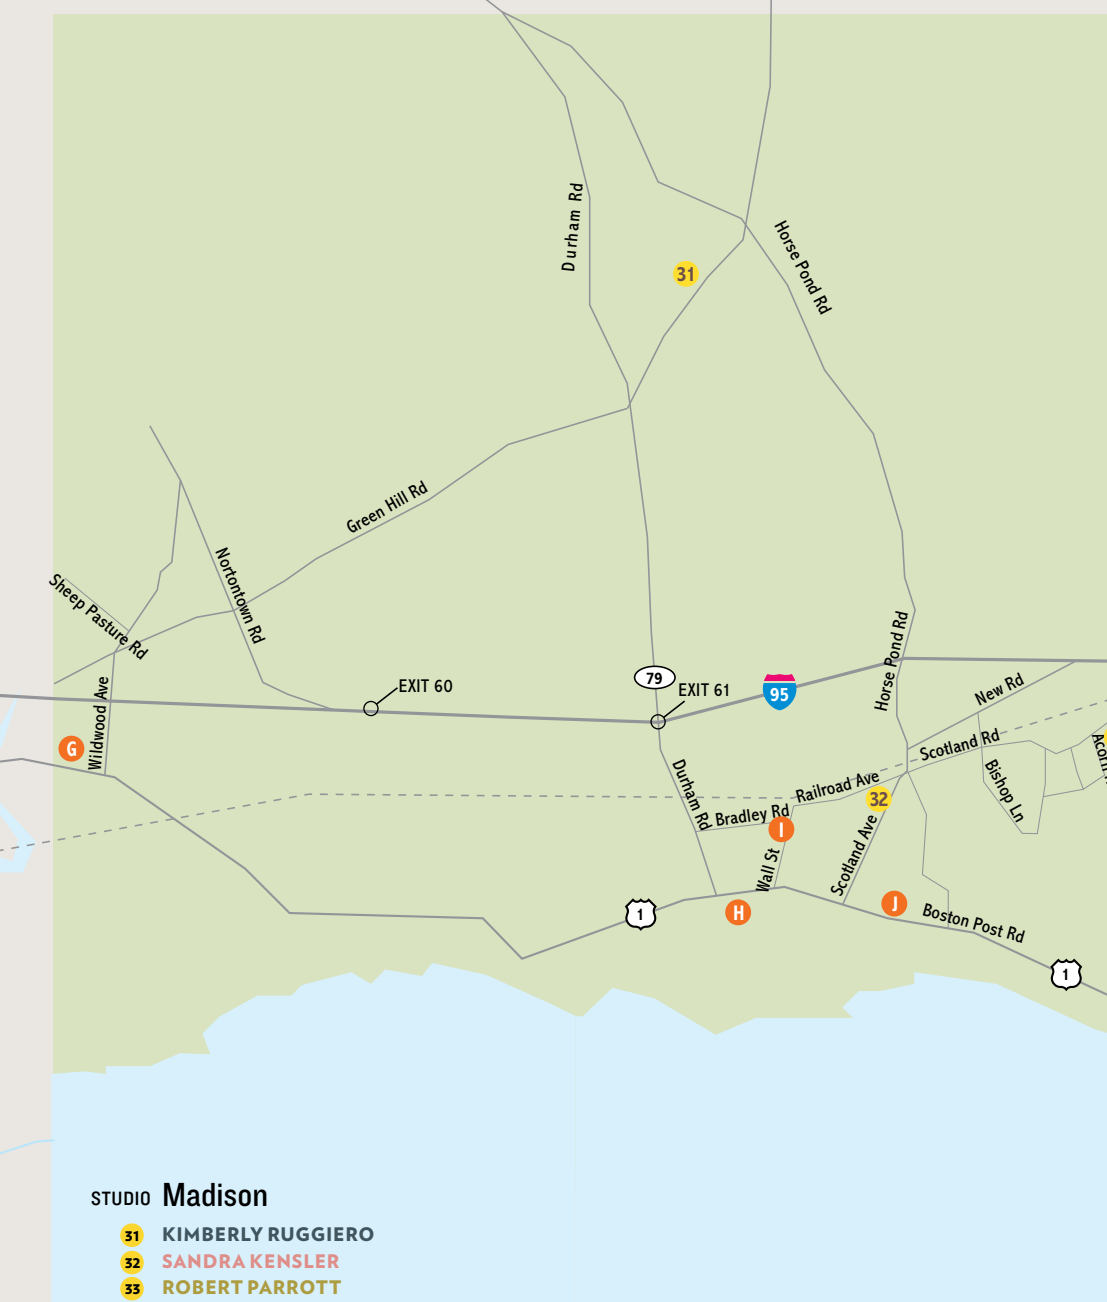 Durham Rd
31
Horse Pond Rd
Green Hill Rd
Nortontown Rd
Sheep Pasture Rd
Wildwood Ave
G
EXIT 60
79
EXIT 61
95
Horse Pond Rd
New Rd
Scotland Rd
Bishop Ln
Durham Rd
Bradley Rd
Railroad Ave
32
I
Wall St
Scotland Ave
1
H
J
Boston Post Rd
1
STUDIO Madison
31 KIMBERLY RUGGIERO
32 SANDRA KENSLER
33 ROBERT PARROTT